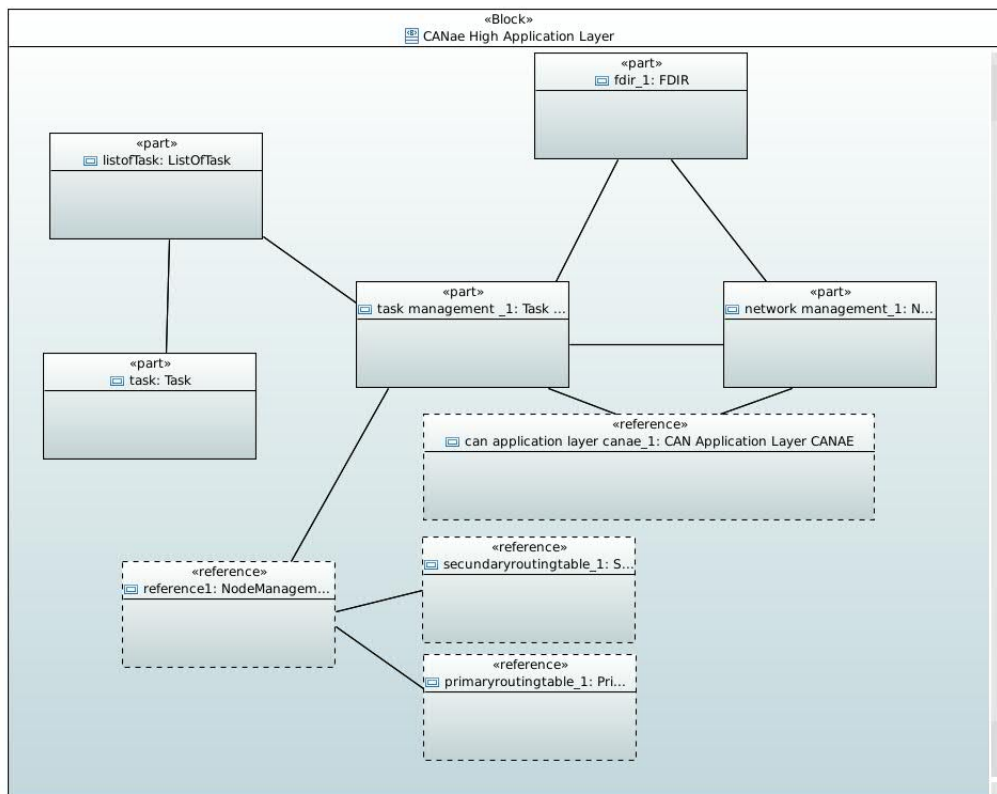 «Block»
CANae High Application Layer
«part»
fdir_1: FDIR
«part»
listofTask: ListOfTask
«part»
task management _1: Task ...
«part»
network management_1: N...
«part»
task: Task
«reference»
can application layer canae_1: CAN Application Layer CANAE
«reference»
secundaryroutingtable_1: S...
«reference»
reference1: NodeManagem...
«reference»
primaryroutingtable_1: Pri...